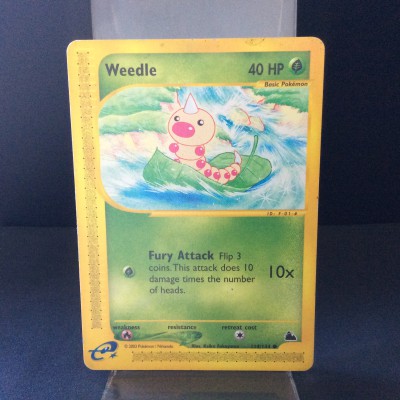 Weedle 40 HP
Basic Pokémon
Fury Attack Flip 3
coins. This attack does 10
damage times the number
of heads.
10x
weakness resistance retreat cost